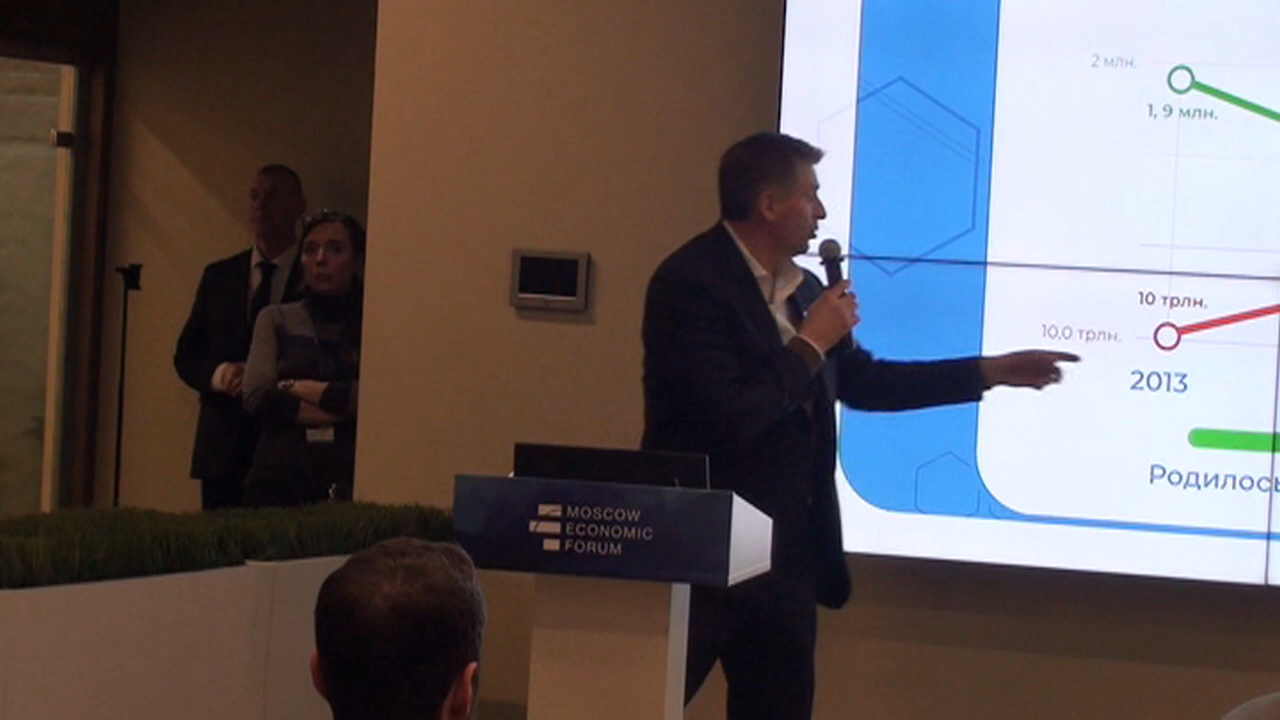 2 млн.
1, 9 млн.
10 трлн.
10,0 трлн.
2013
Родилось
MOSCOW
ECONOMIC
FORUM